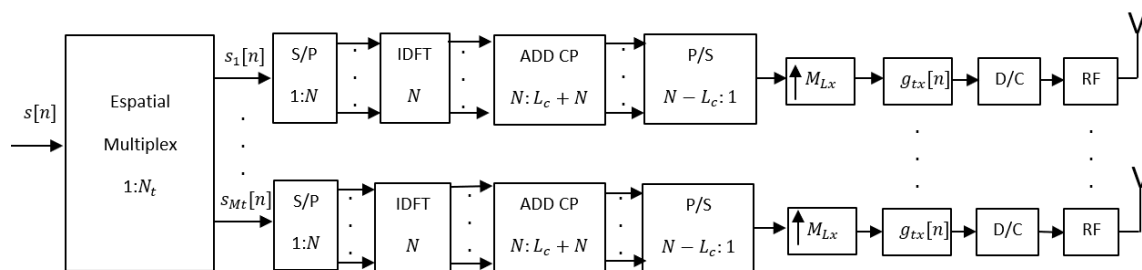 s[n]
Espatial
Multiplex
1:N_t
s_1[n]
S/P
1:N
IDFT
N
ADD CP
N: L_c + N
P/S
N − L_c: 1
M_Lx
g_tx[n]
D/C
RF
s_Mt[n]
S/P
1:N
IDFT
N
ADD CP
N: L_c + N
P/S
N − L_c: 1
M_Lx
g_tx[n]
D/C
RF